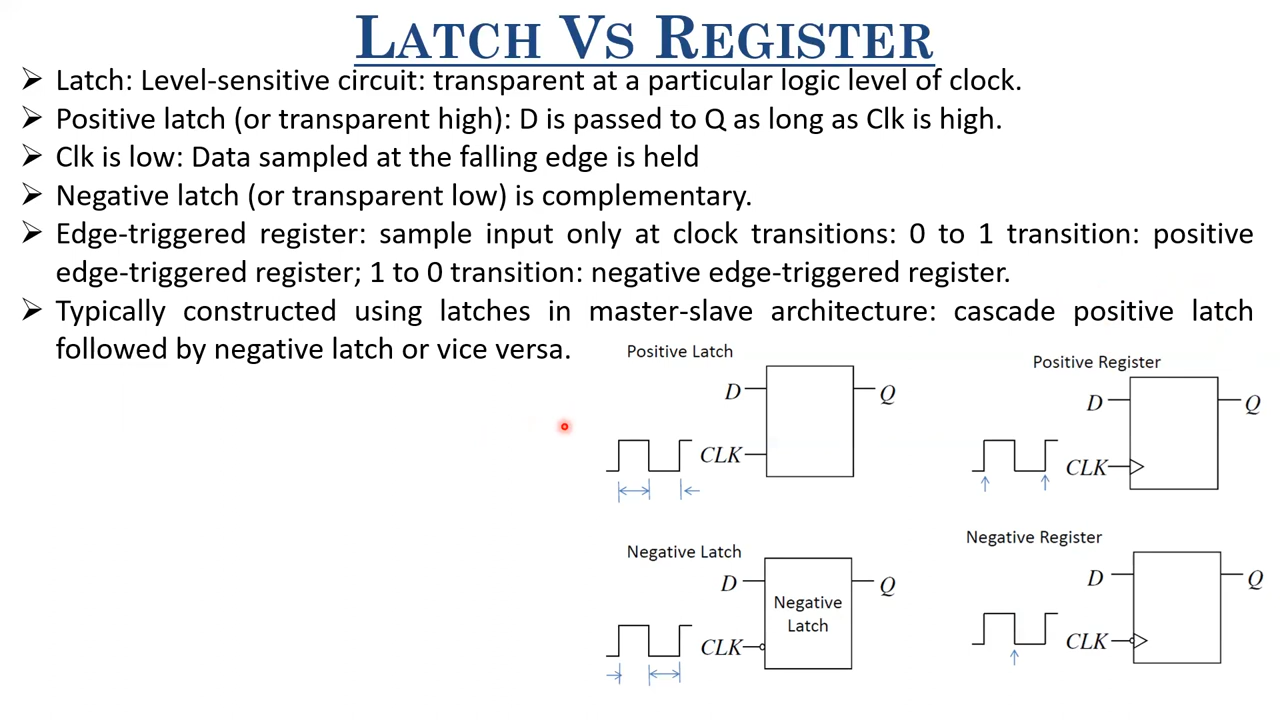 LATCH VS REGISTER
➢ Latch: Level-sensitive circuit: transparent at a particular logic level of clock.
➢ Positive latch (or transparent high): D is passed to Q as long as Clk is high.
➢ Clk is low: Data sampled at the falling edge is held
➢ Negative latch (or transparent low) is complementary.
➢ Edge-triggered register: sample input only at clock transitions: 0 to 1 transition: positive
edge-triggered register; 1 to 0 transition: negative edge-triggered register.
➢ Typically constructed using latches in master-slave architecture: cascade positive latch
followed by negative latch or vice versa.
Positive Latch
D
Q
CLK
Positive Register
D
Q
CLK
Negative Latch
D
Q
Negative
Latch
CLK
Negative Register
D
Q
CLK